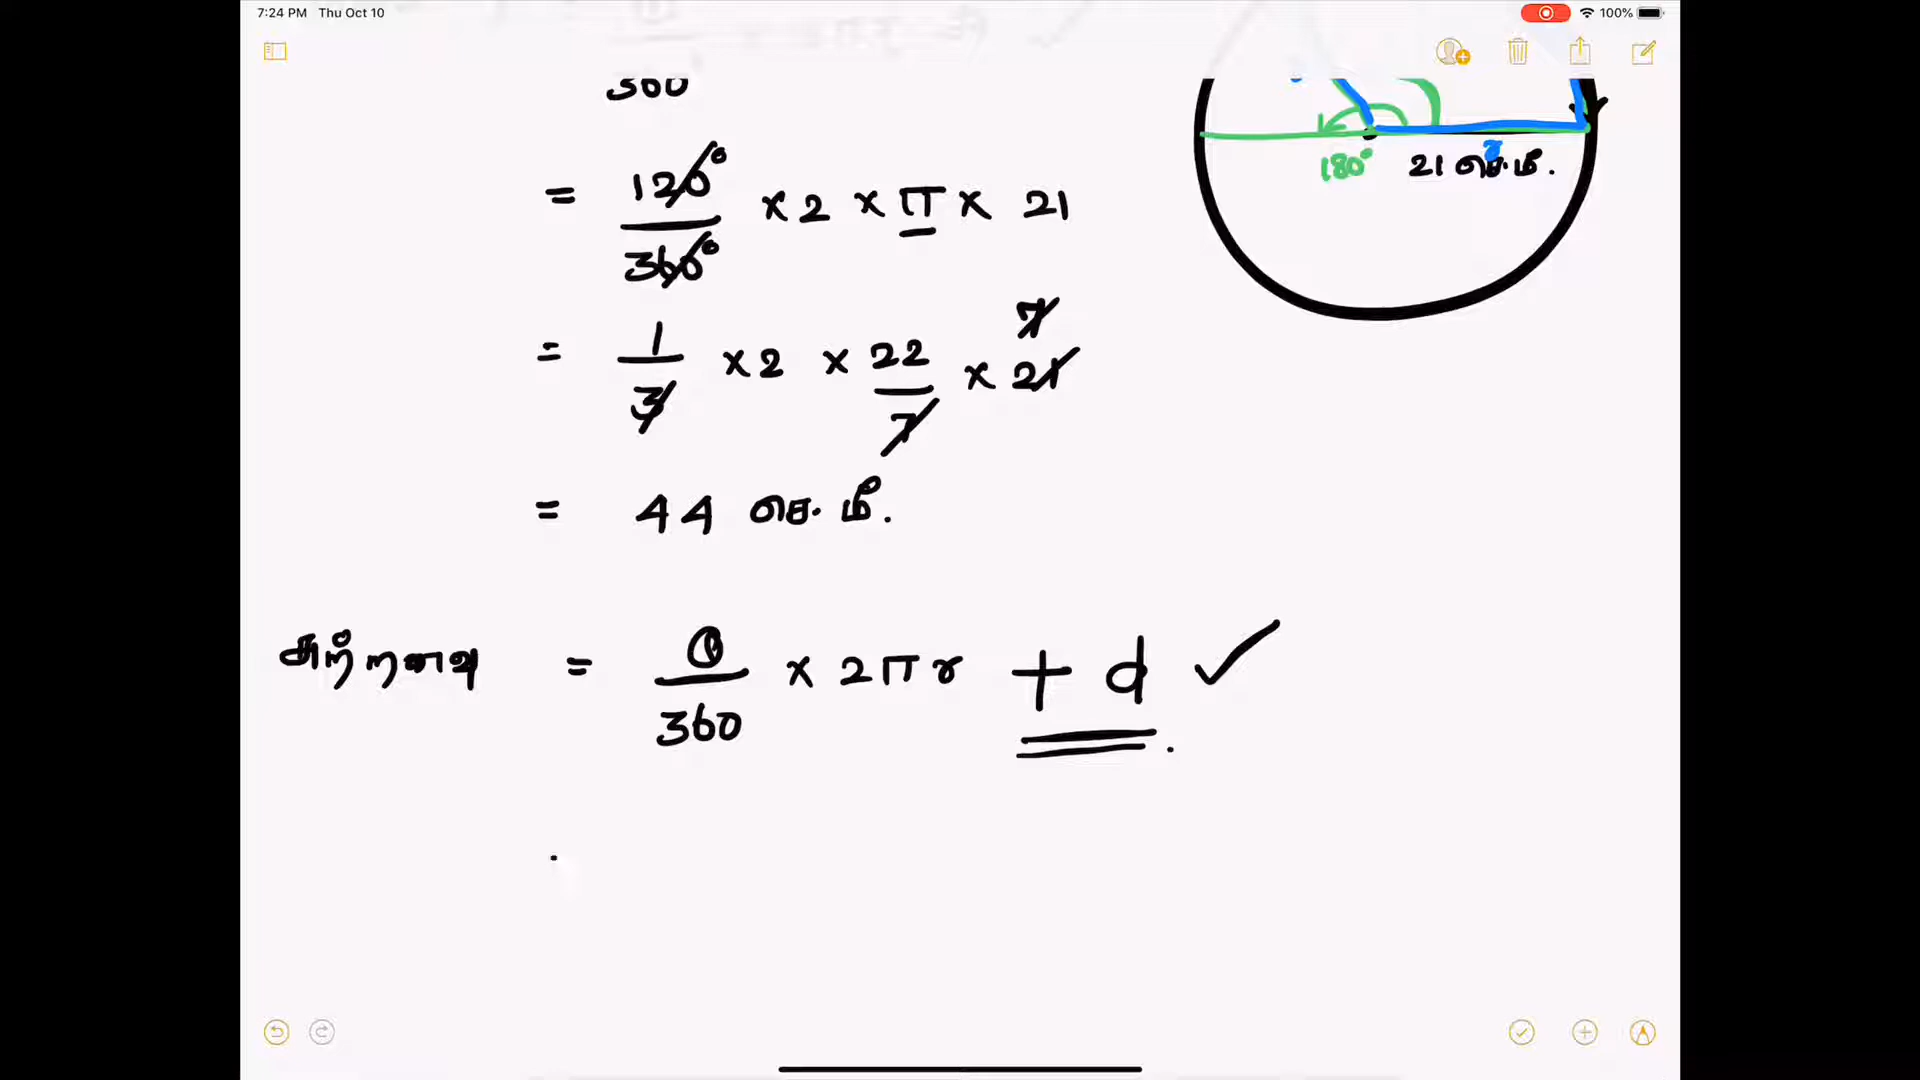 7:24 PM Thu Oct 10
100%
360
= 120°/360° × 2 × π × 21
180° 21 செ.மீ.
7
= 1/3 × 2 × 22/7 × 21
= 44 செ.மீ.
சுற்றளவு = θ/360 × 2πr + d ✓